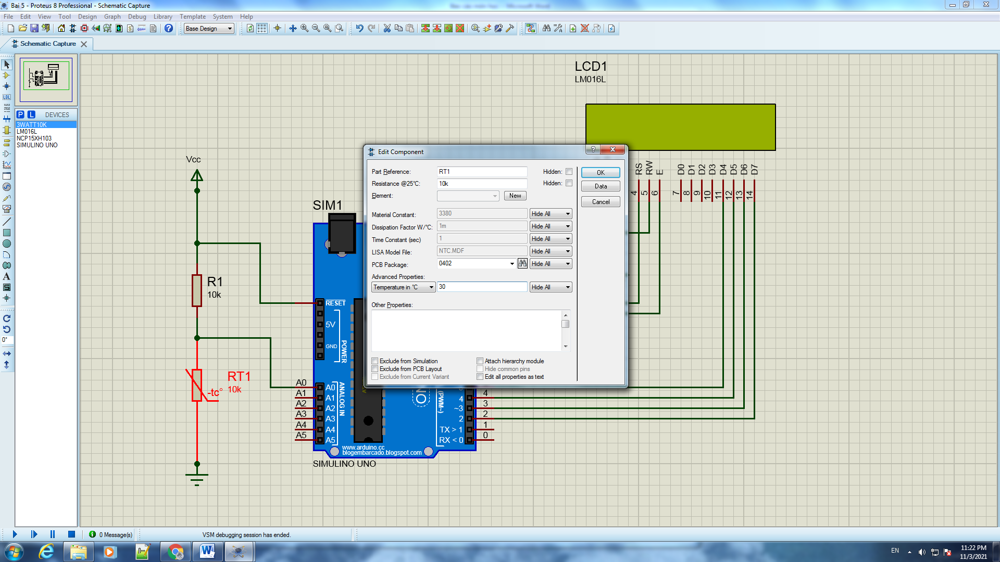 Bai 5 - Proteus 8 Professional - Schematic Capture
File Edit View Tool Design Graph Debug Library Template System Help
Base Design
Schematic Capture
P L DEVICES
3WATT10K
LM016L
NCP15XH103
SIMULINO UNO
LBL
A
S
0°
LCD1
LM016L
RS RW E D0 D1 D2 D3 D4 D5 D6 D7
4 5 6 7 8 9 10 11 12 13 14
Vcc
R1
10k
RT1
10k
-tc°
SIM1
RESET
5V
GND
POWER
A0 A0
A1 A1
A2 A2
A3 A3
A4 A4
A5 A5
ANALOG IN
(PWM~)
4 4
~3 3
2 2
TX > 1 1
RX < 0 0
www.arduino.cc
blogembarcado.blogspot.com
SIMULINO UNO
Edit Component
Part Reference: RT1 Hidden:
Resistance @25°C: 10k Hidden:
Element: New
Material Constant: 3380 Hide All
Dissipation Factor W/°C: 1m Hide All
Time Constant (sec) 1 Hide All
LISA Model File: NTC.MDF Hide All
PCB Package: 0402 Hide All
Advanced Properties:
Temperature in °C 30 Hide All
Other Properties:
Exclude from Simulation Attach hierarchy module
Exclude from PCB Layout Hide common pins
Exclude from Current Variant Edit all properties as text
OK
Data
Cancel
0 Message(s) VSM debugging session has ended.
EN
11:22 PM
11/3/2021